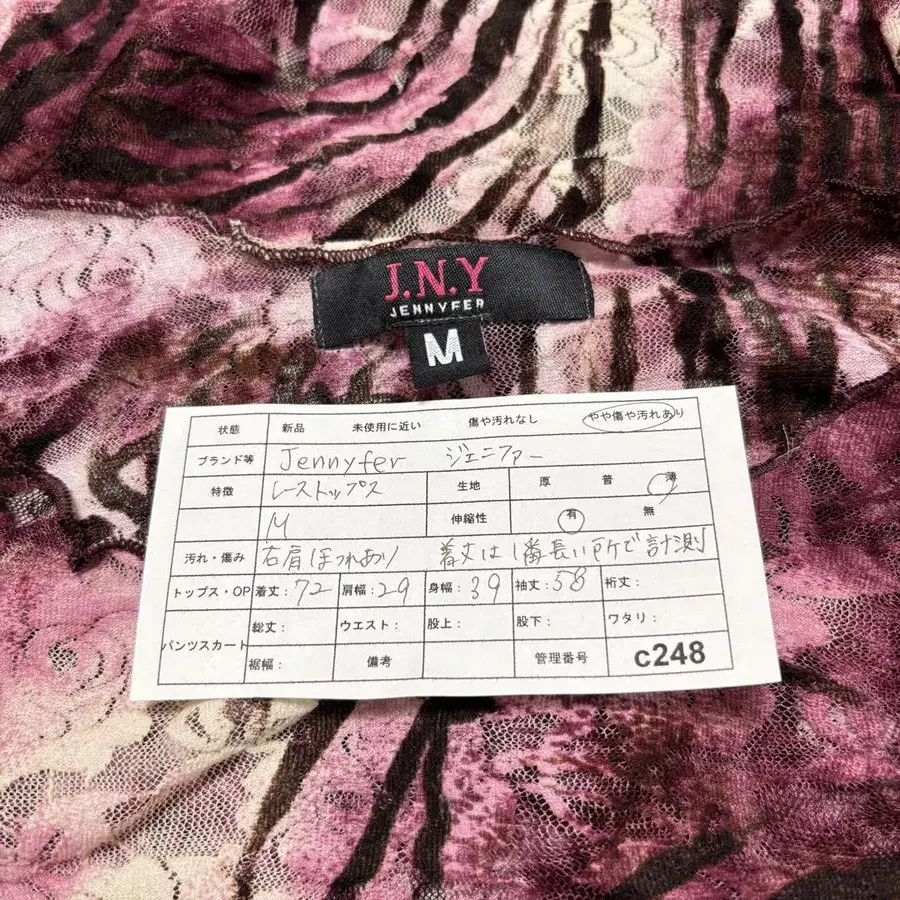 J.N.Y
JENNYFER
M
状態 新品 未使用に近い 傷や汚れなし やや傷や汚れあり
ブランド等 Jennyfer ジェニファー
特徴 レーストップス 生地 厚 普 薄
M 伸縮性 有 無
汚れ・傷み 右肩ほつれあり 着丈は1番長い所で計測
トップス・OP 着丈:72 肩幅:29 身幅:39 袖丈:58 裄丈:
パンツスカート 総丈: ウエスト: 股上: 股下: ワタリ:
裾幅: 備考 管理番号 c248